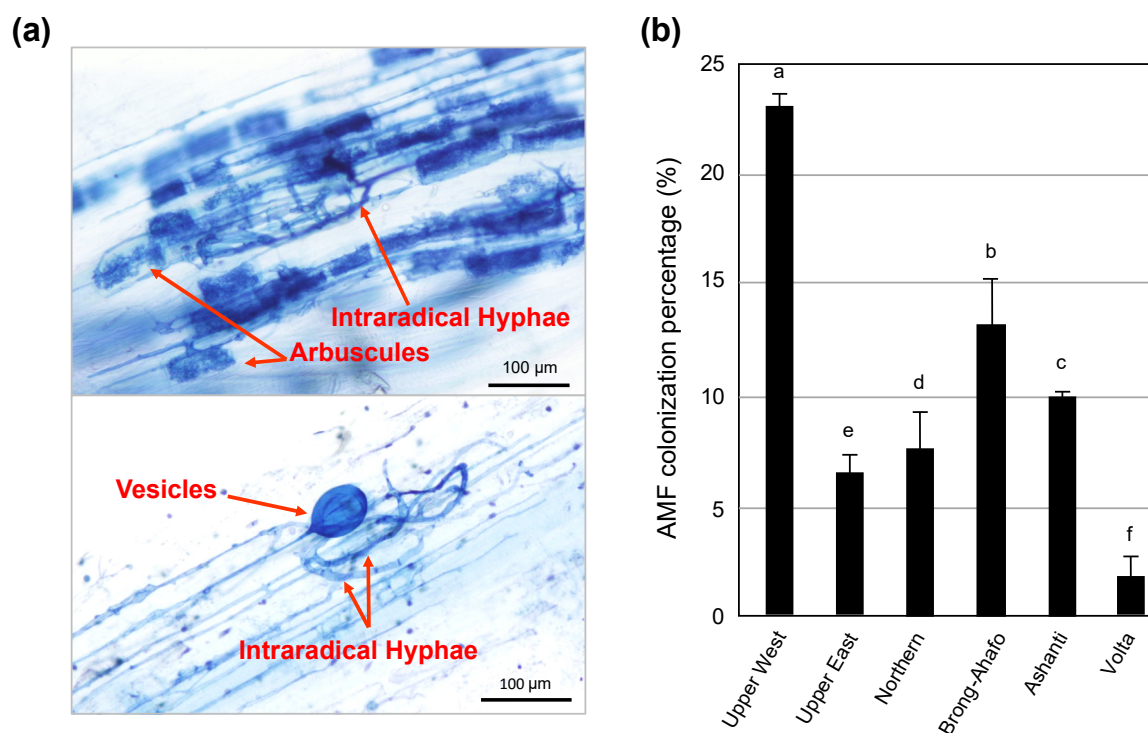 (a)
Intraradical Hyphae
Arbuscules
100 µm
Vesicles
Intraradical Hyphae
100 µm
(b)
AMF colonization percentage (%)
25
20
15
10
5
0
a
e
d
b
c
f
Upper West
Upper East
Northern
Brong-Ahafo
Ashanti
Volta